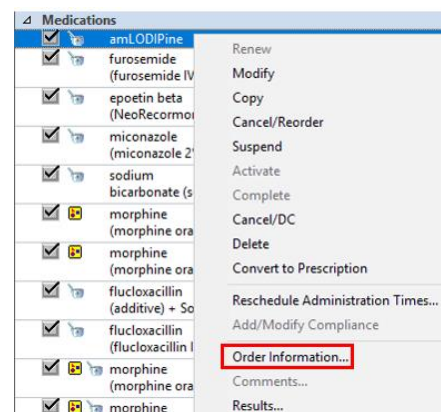 Medications
amLODIPine
furosemide
(furosemide IV
epoetin beta
(NeoRecormo
miconazole
(miconazole 2
sodium
bicarbonate (s
morphine
(morphine ora
morphine
(morphine ora
flucloxacillin
(additive) + So
flucloxacillin
(flucloxacillin I
morphine
(morphine ora
morphine
Renew
Modify
Copy
Cancel/Reorder
Suspend
Activate
Complete
Cancel/DC
Delete
Convert to Prescription
Reschedule Administration Times...
Add/Modify Compliance
Order Information...
Comments...
Results...